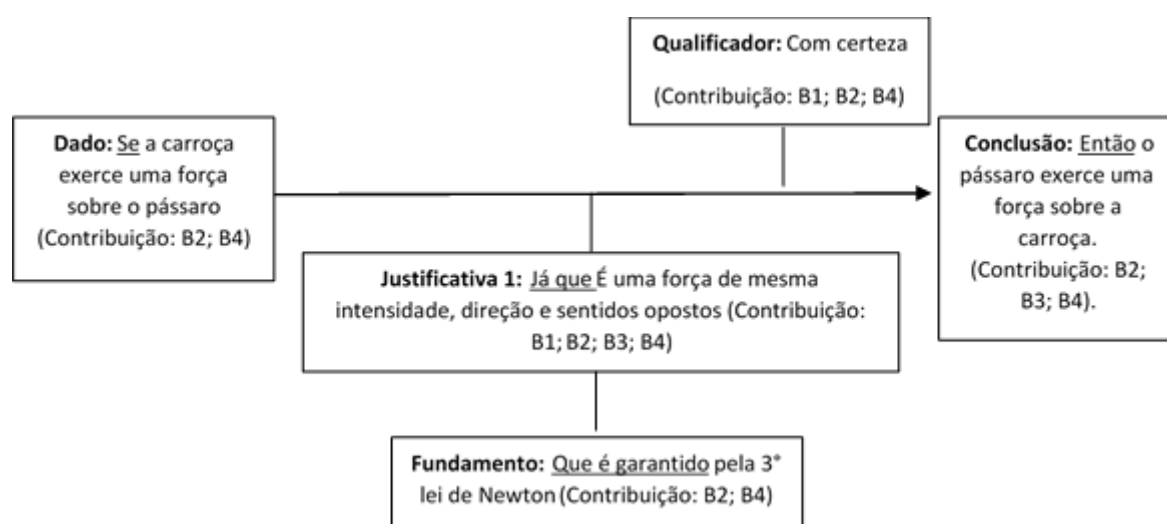 Qualificador: Com certeza
(Contribuição: B1; B2; B4)
Dado: Se a carroça
exerce uma força
sobre o pássaro
(Contribuição: B2; B4)
Conclusão: Então o
pássaro exerce uma
força sobre a
carroça.
(Contribuição: B2;
B3; B4).
Justificativa 1: Já que É uma força de mesma
intensidade, direção e sentidos opostos (Contribuição:
B1; B2; B3; B4)
Fundamento: Que é garantido pela 3°
lei de Newton (Contribuição: B2; B4)